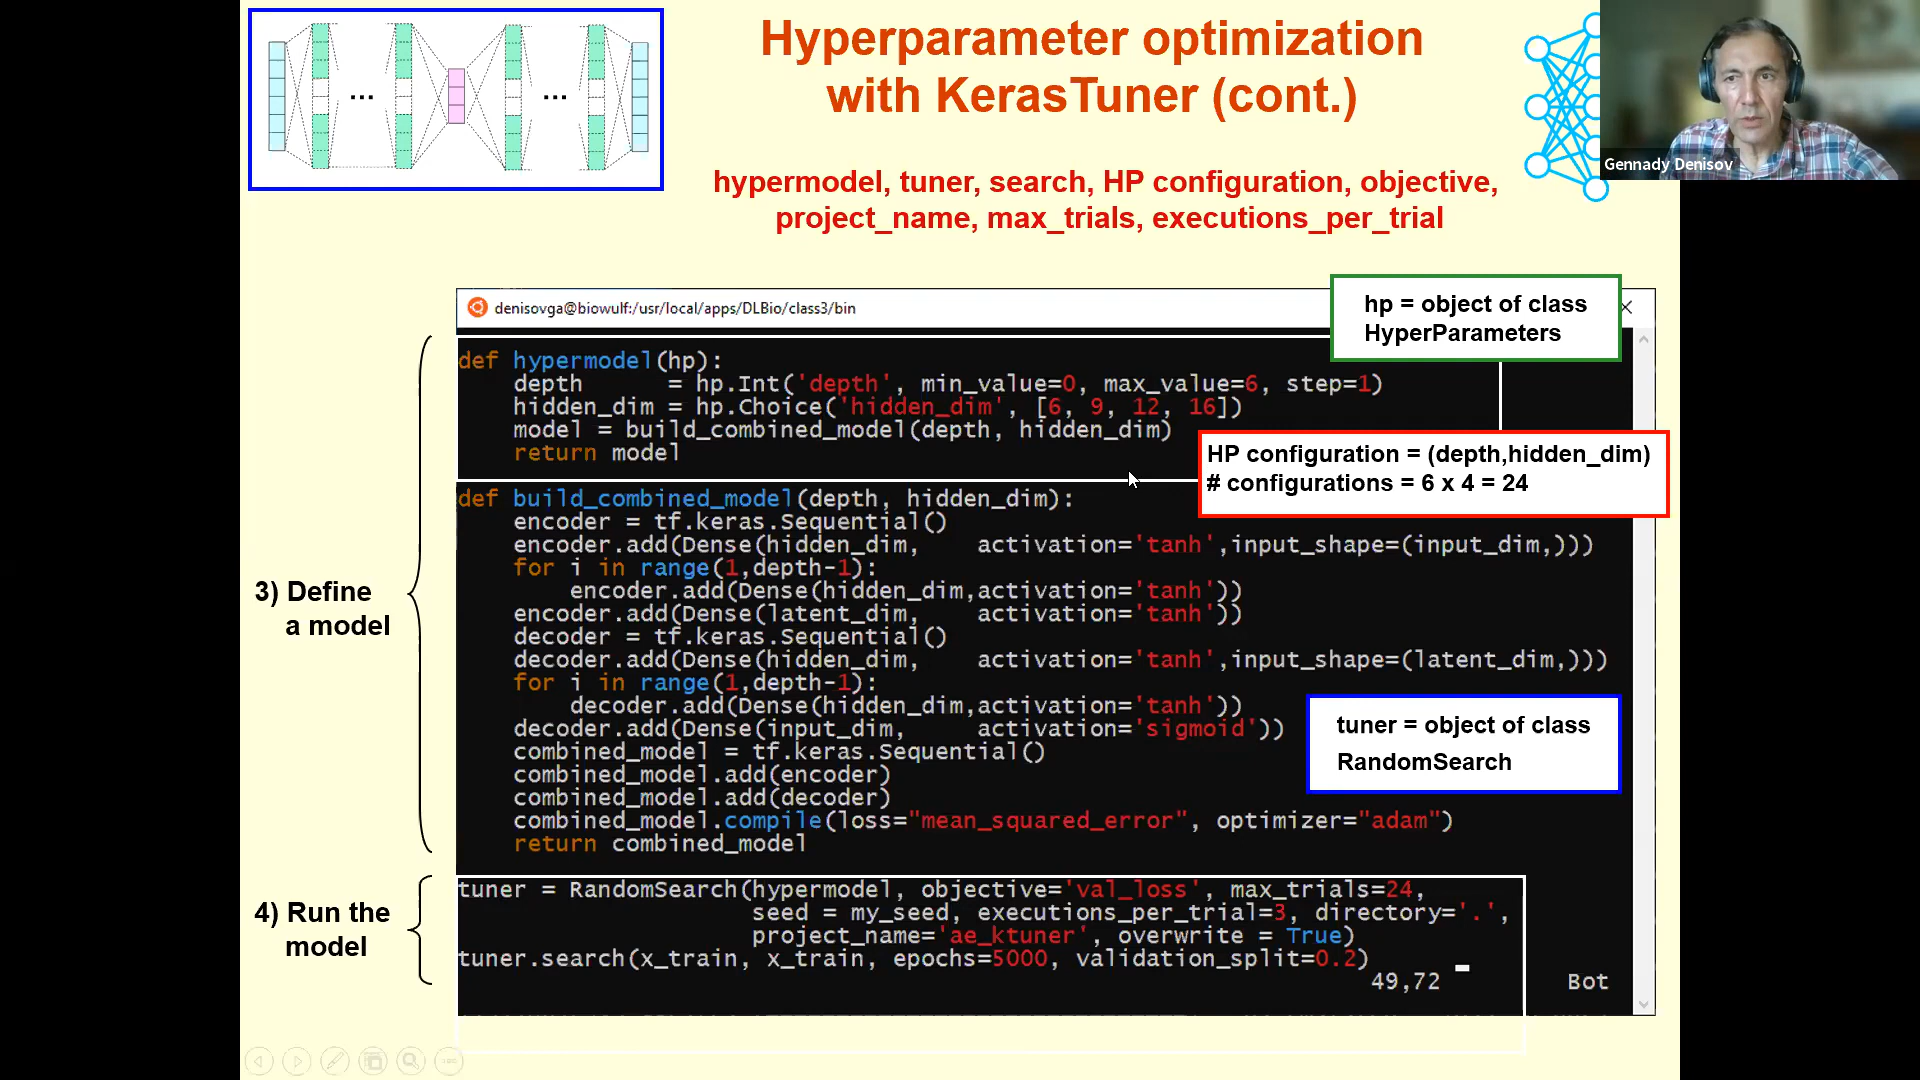 Hyperparameter optimization
with KerasTuner (cont.)
Gennady Denisov
hypermodel, tuner, search, HP configuration, objective,
project_name, max_trials, executions_per_trial
denisovga@biowulf:/usr/local/apps/DLBio/class3/bin
hp = object of class
HyperParameters
def hypermodel(hp):
    depth      = hp.Int('depth', min_value=0, max_value=6, step=1)
    hidden_dim = hp.Choice('hidden_dim', [6, 9, 12, 16])
    model = build_combined_model(depth, hidden_dim)
    return model
HP configuration = (depth,hidden_dim)
# configurations = 6 x 4 = 24
def build_combined_model(depth, hidden_dim):
    encoder = tf.keras.Sequential()
    encoder.add(Dense(hidden_dim,    activation='tanh',input_shape=(input_dim,)))
    for i in range(1,depth-1):
        encoder.add(Dense(hidden_dim,activation='tanh'))
    encoder.add(Dense(latent_dim,    activation='tanh'))
    decoder = tf.keras.Sequential()
    decoder.add(Dense(hidden_dim,    activation='tanh',input_shape=(latent_dim,)))
    for i in range(1,depth-1):
        decoder.add(Dense(hidden_dim,activation='tanh'))
    decoder.add(Dense(input_dim,     activation='sigmoid'))
    combined_model = tf.keras.Sequential()
    combined_model.add(encoder)
    combined_model.add(decoder)
    combined_model.compile(loss="mean_squared_error", optimizer="adam")
    return combined_model
3) Define
a model
tuner = object of class
RandomSearch
tuner = RandomSearch(hypermodel, objective='val_loss', max_trials=24,
                     seed = my_seed, executions_per_trial=3, directory='.',
                     project_name='ae_ktuner', overwrite = True)
tuner.search(x_train, x_train, epochs=5000, validation_split=0.2)
49,72 Bot
4) Run the
model